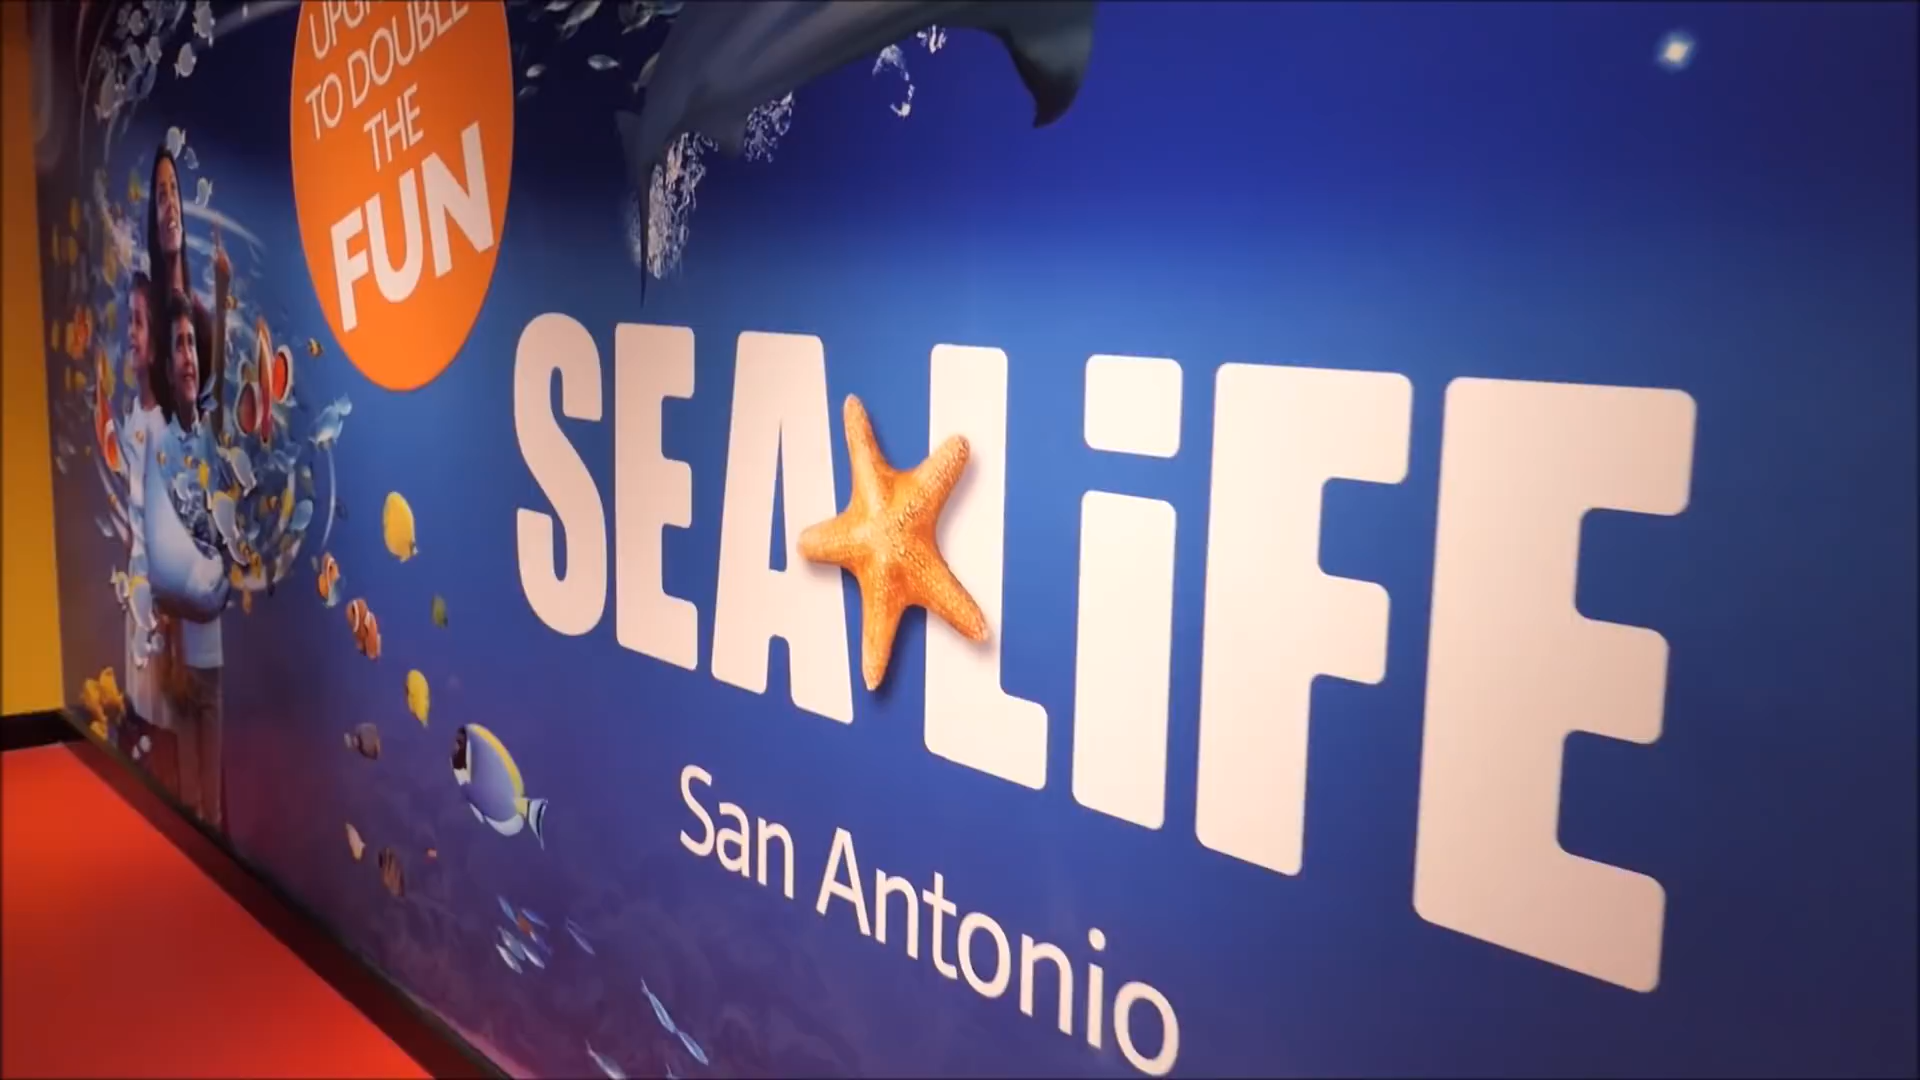 TO DOUBLE
THE
FUN
SEA LiFE
San Antonio